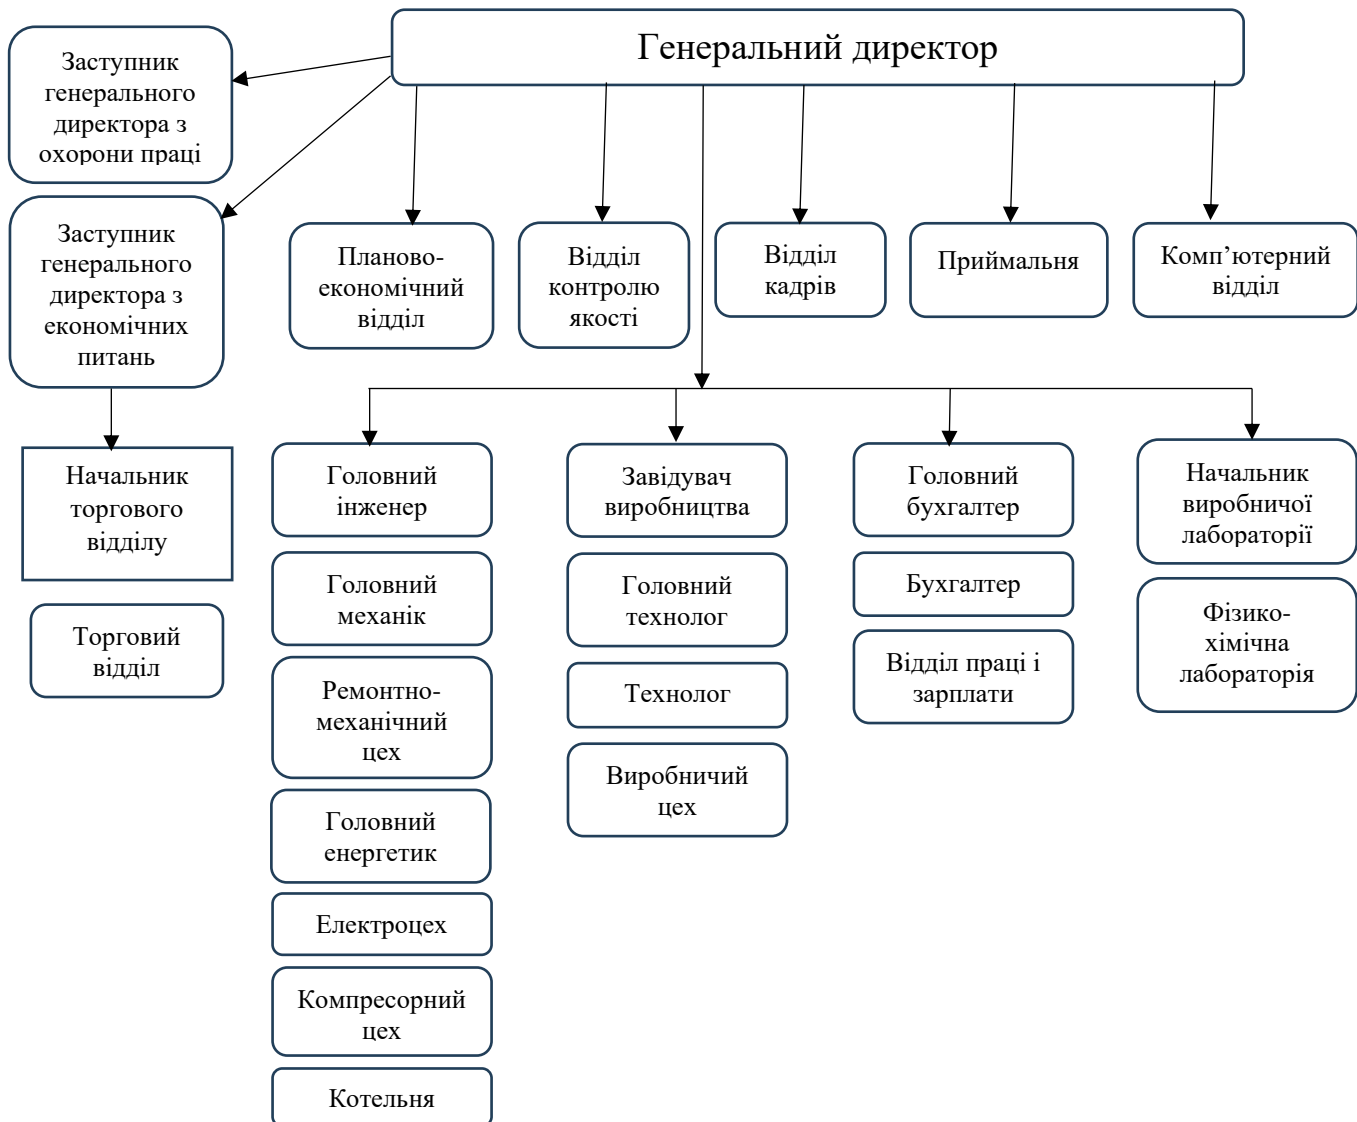 Генеральний директор
Заступник
генерального
директора з
охорони праці
Заступник
генерального
директора з
економічних
питань
Планово-
економічний
відділ
Відділ
контролю
якості
Відділ
кадрів
Приймальня
Комп’ютерний
відділ
Начальник
торгового
відділу
Торговий
відділ
Головний
інженер
Головний
механік
Ремонтно-
механічний
цех
Головний
енергетик
Електроцех
Компресорний
цех
Котельня
Завідувач
виробництва
Головний
технолог
Технолог
Виробничий
цех
Головний
бухгалтер
Бухгалтер
Відділ праці і
зарплати
Начальник
виробничої
лабораторії
Фізико-
хімічна
лабораторія